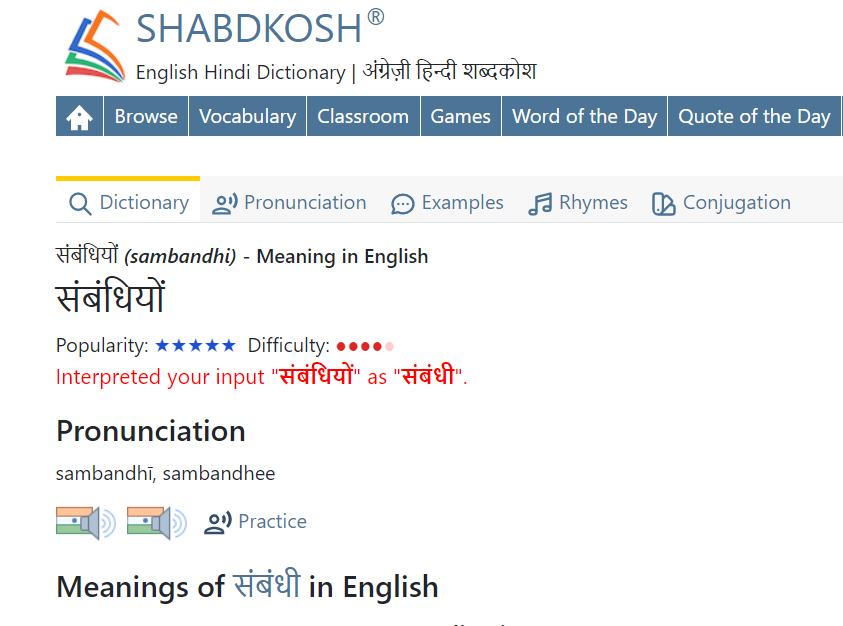 SHABDKOSH®
English Hindi Dictionary | अंग्रेज़ी हिन्दी शब्दकोश
Browse Vocabulary Classroom Games Word of the Day Quote of the Day
Dictionary Pronunciation Examples Rhymes Conjugation
संबंधियों (sambandhi) - Meaning in English
संबंधियों
Popularity: ★★★★★ Difficulty: ●●●●●
Interpreted your input "संबंधियों" as "संबंधी".
Pronunciation
sambandhī, sambandhee
Practice
Meanings of संबंधी in English